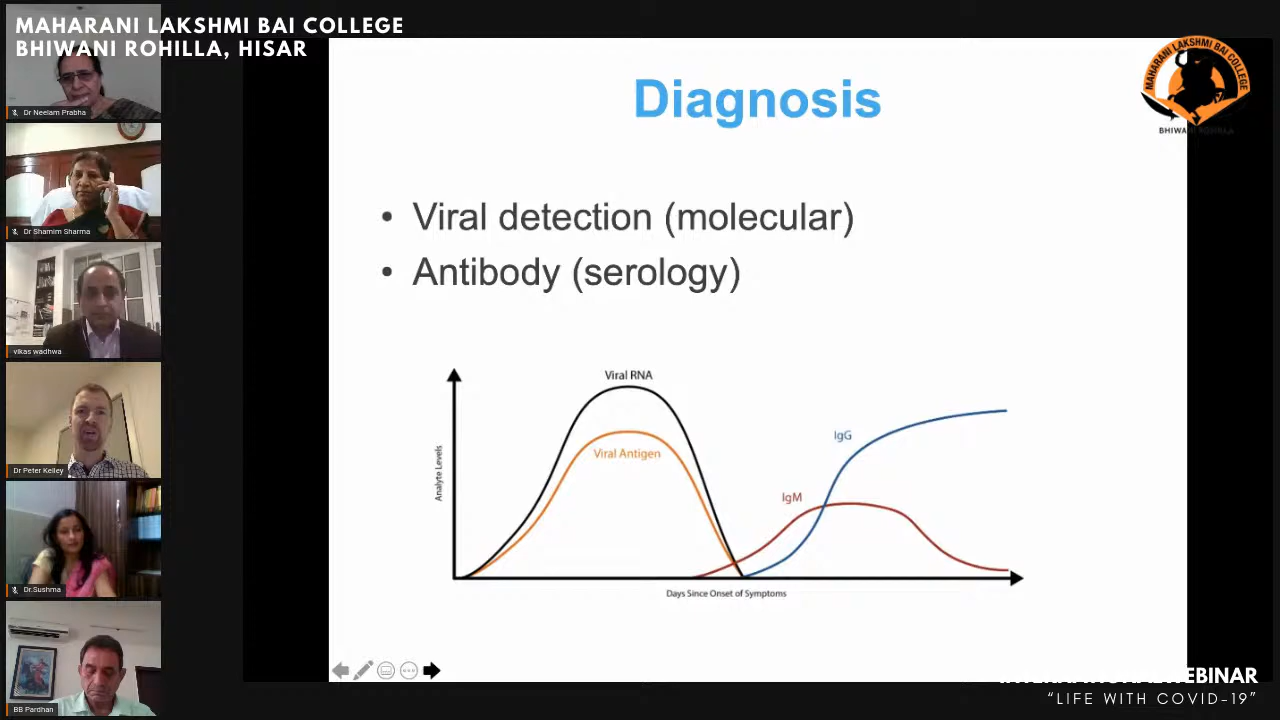 MAHARANI LAKSHMI BAI COLLEGE
BHIWANI ROHILLA, HISAR
Dr Neelam Prabha
Dr Shamim Sharma
vikas wadhwa
Dr Peter Kelley
Dr.Sushma
BB Pardhan
MAHARANI LAKSHMI BAI COLLEGE
BHIWANI ROHILLA
Diagnosis
• Viral detection (molecular)
• Antibody (serology)
Viral RNA
Viral Antigen
IgG
IgM
Analyte Levels
Days Since Onset of Symptoms
INTERNATIONAL WEBINAR
“LIFE WITH COVID-19”